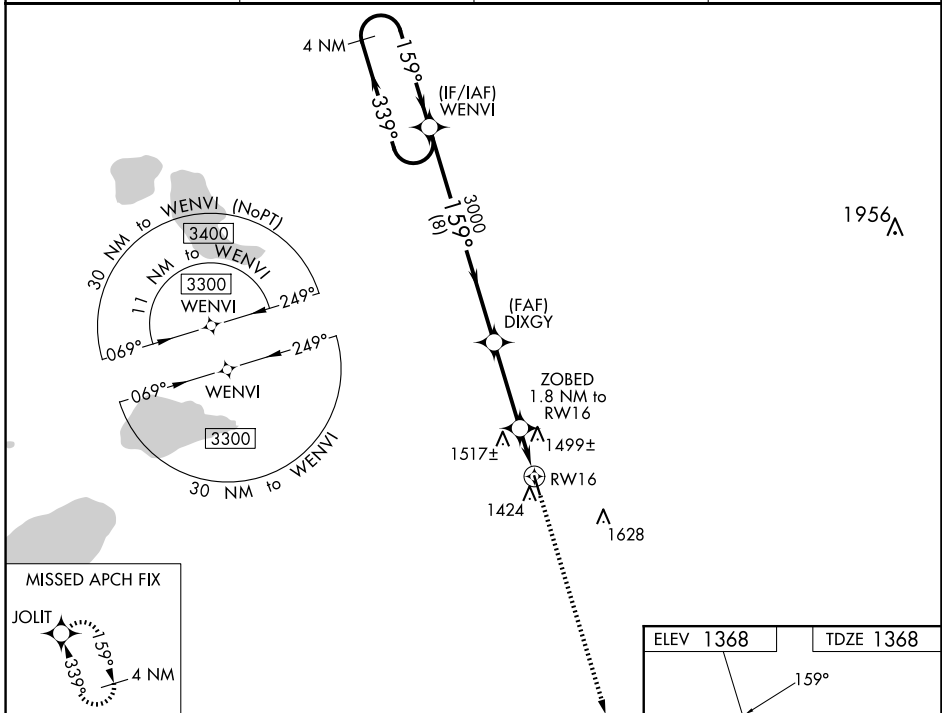 4 NM
159°
339°
(IF/IAF)
WENVI
3000
159°
(8)
1956
30 NM to WENVI (NoPT)
3400
11 NM to WENVI
3300
WENVI
249°
069°
249°
069°
WENVI
3300
30 NM to WENVI
(FAF)
DIXGY
ZOBED
1.8 NM to
RW16
1517±
1499±
RW16
1424
1628
MISSED APCH FIX
JOLIT
159°
339°
4 NM
ELEV 1368
TDZE 1368
159°